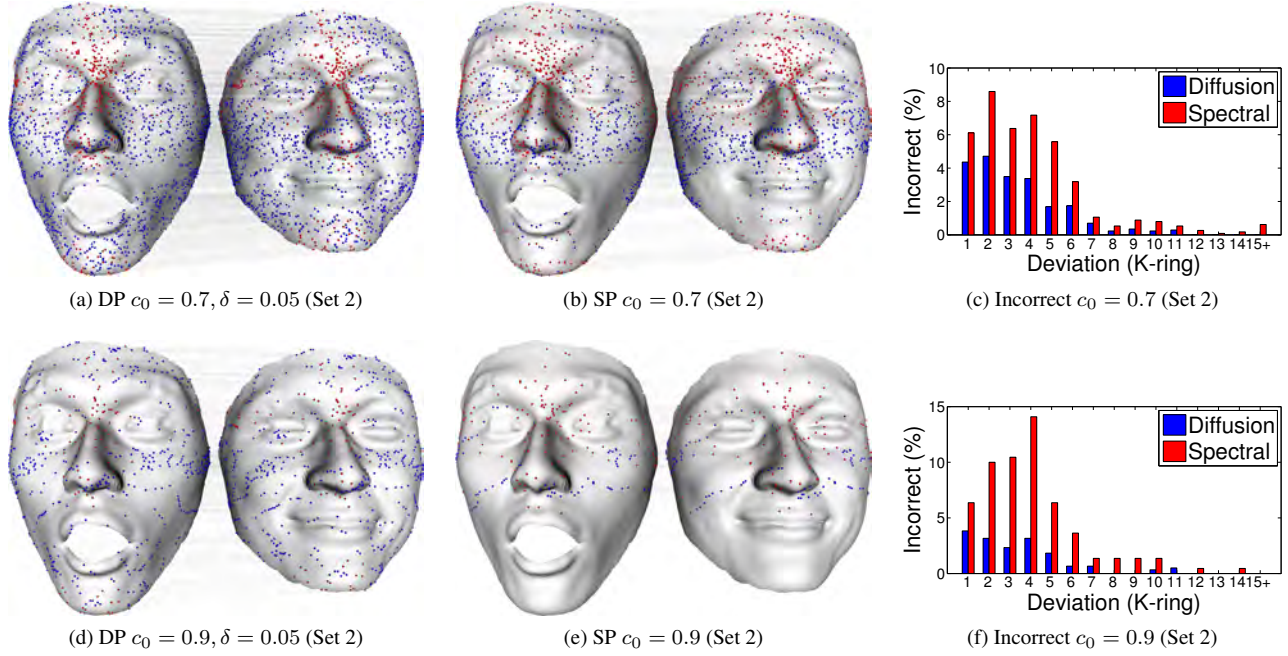 10
8
6
4
2
0
Incorrect (%)
Diffusion
Spectral
1 2 3 4 5 6 7 8 9 10 11 12 13 1415+
Deviation (K-ring)
(a) DP c₀ = 0.7, δ = 0.05 (Set 2)
(b) SP c₀ = 0.7 (Set 2)
(c) Incorrect c₀ = 0.7 (Set 2)
15
10
5
0
Incorrect (%)
Diffusion
Spectral
1 2 3 4 5 6 7 8 9 10 11 12 13 1415+
Deviation (K-ring)
(d) DP c₀ = 0.9, δ = 0.05 (Set 2)
(e) SP c₀ = 0.9 (Set 2)
(f) Incorrect c₀ = 0.9 (Set 2)